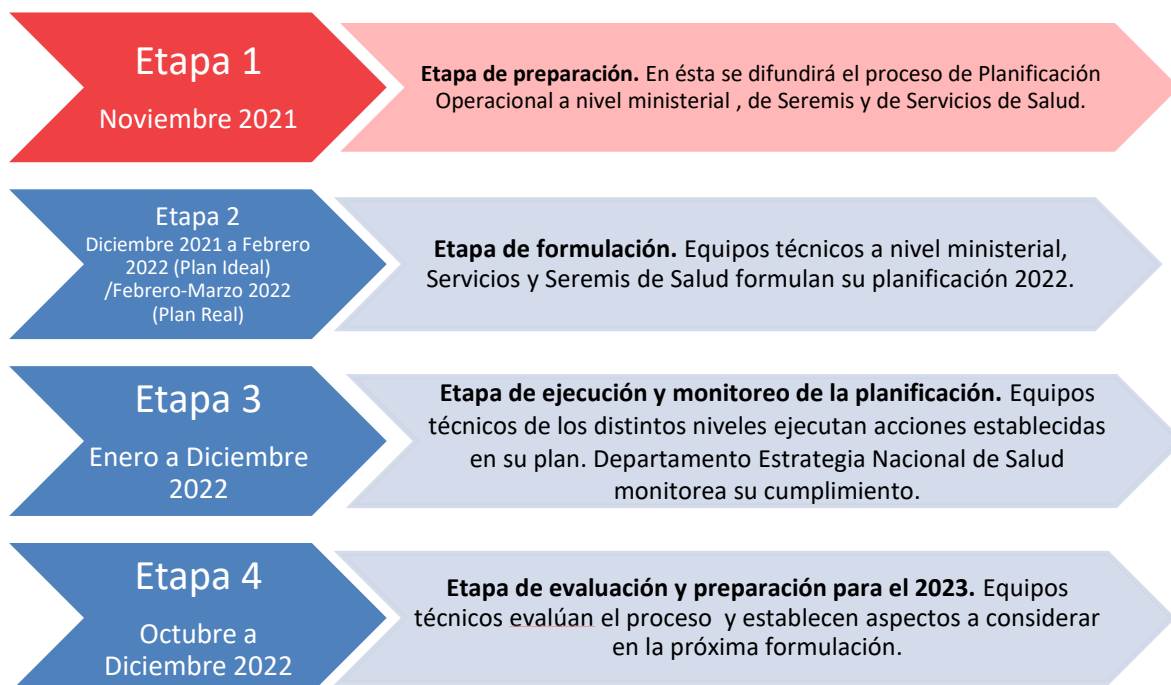 Etapa 1
Noviembre 2021
Etapa de preparación. En ésta se difundirá el proceso de Planificación
Operacional a nivel ministerial , de Seremis y de Servicios de Salud.
Etapa 2
Diciembre 2021 a Febrero
2022 (Plan Ideal)
/Febrero-Marzo 2022
(Plan Real)
Etapa de formulación. Equipos técnicos a nivel ministerial,
Servicios y Seremis de Salud formulan su planificación 2022.
Etapa 3
Enero a Diciembre
2022
Etapa de ejecución y monitoreo de la planificación. Equipos
técnicos de los distintos niveles ejecutan acciones establecidas
en su plan. Departamento Estrategia Nacional de Salud
monitorea su cumplimiento.
Etapa 4
Octubre a
Diciembre 2022
Etapa de evaluación y preparación para el 2023. Equipos
técnicos evalúan el proceso y establecen aspectos a considerar
en la próxima formulación.